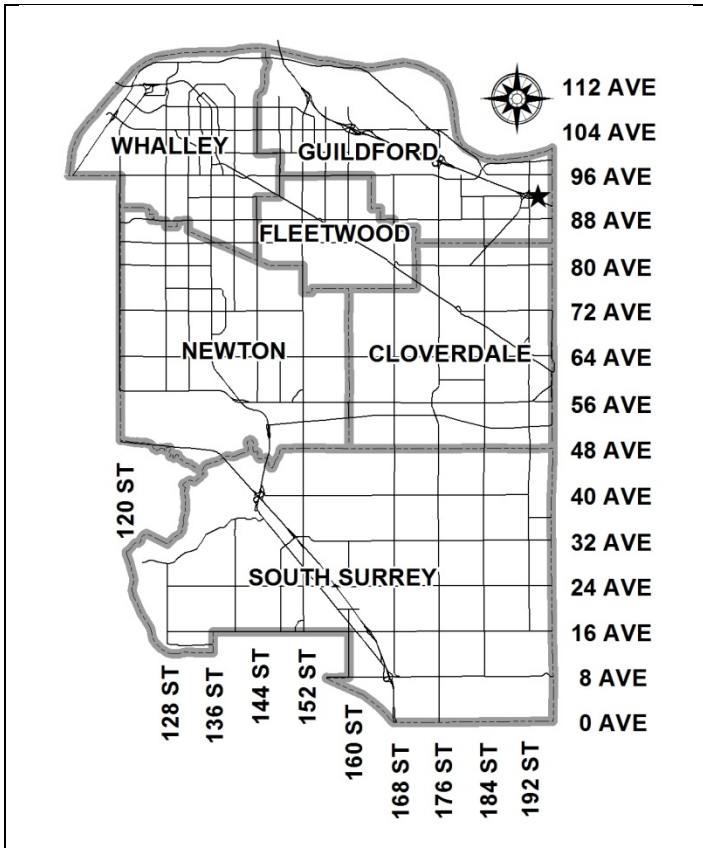 112 AVE
104 AVE
WHALLEY
GUILDFORD
96 AVE
88 AVE
FLEETWOOD
80 AVE
72 AVE
NEWTON
CLOVERDALE
64 AVE
56 AVE
48 AVE
120 ST
40 AVE
32 AVE
SOUTH SURREY
24 AVE
16 AVE
8 AVE
0 AVE
128 ST
136 ST
144 ST
152 ST
160 ST
168 ST
176 ST
184 ST
192 ST